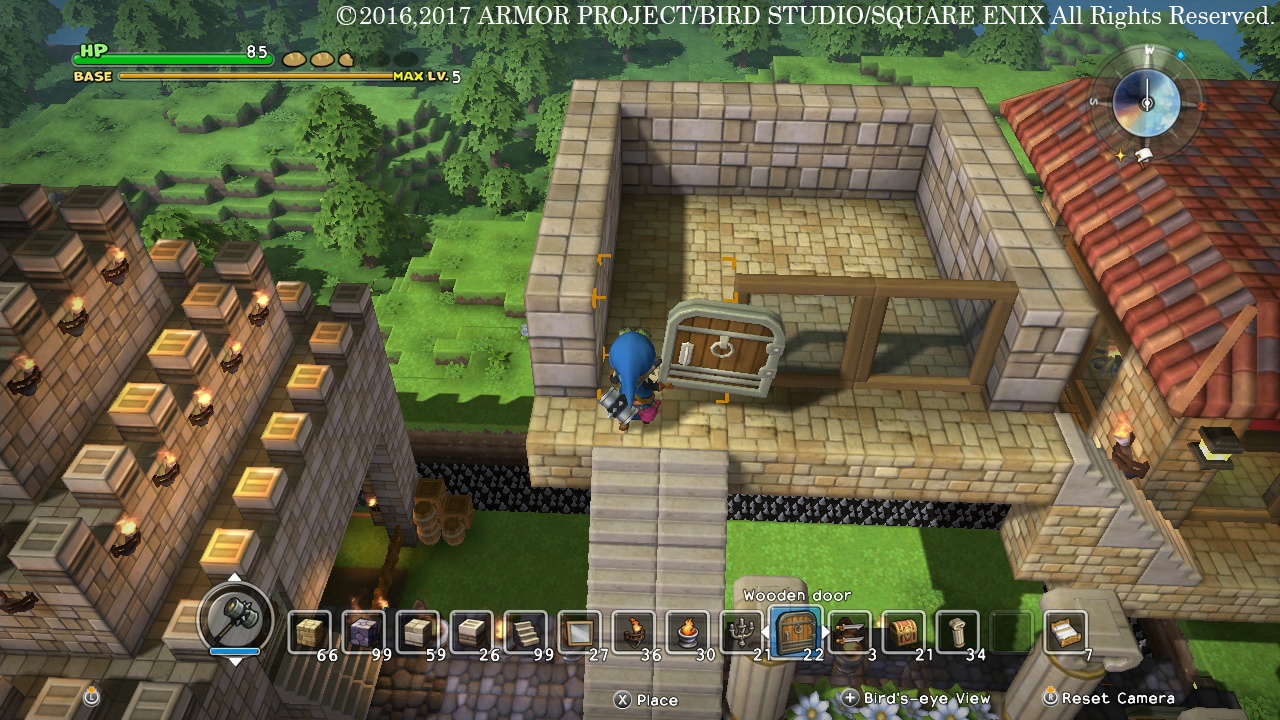 ©2016,2017 ARMOR PROJECT/BIRD STUDIO/SQUARE ENIX All Rights Reserved.
HP 85
BASE MAX LV. 5
W
S
Wooden door
66 99 59 26 99 27 36 30 21 22 3 21 34 7
L X Place + Bird's-eye View R Reset Camera